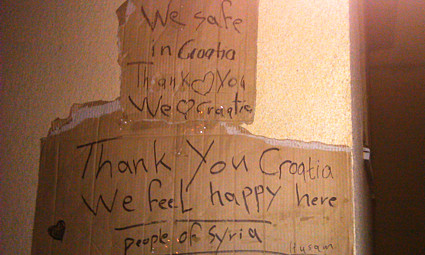 We safe
in Croatia
Thank ♡ You
We ♡ Croatia
Thank You Croatia
We feel happy here
people of Syria
Husam